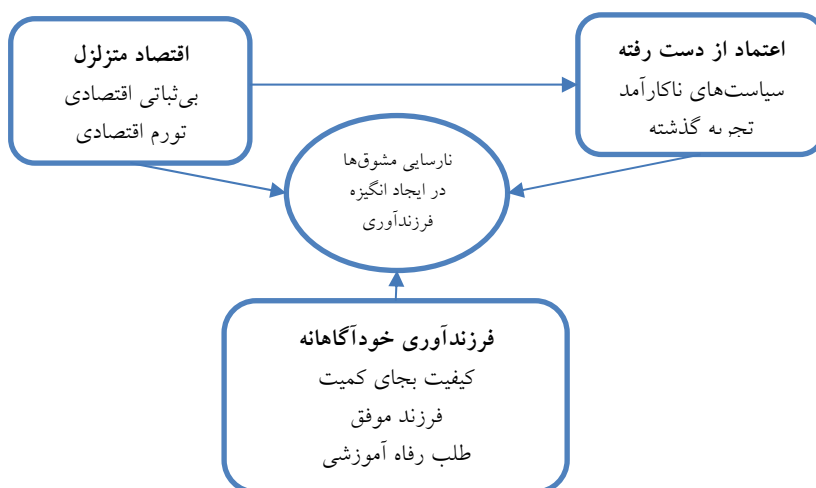 اعتماد از دست رفته
سیاست‌های ناکارآمد
تجربه گذشته
اقتصاد متزلزل
بی‌ثباتی اقتصادی
تورم اقتصادی
نارسایی مشوق‌ها
در ایجاد انگیزه
فرزندآوری
فرزندآوری خودآگاهانه
کیفیت بجای کمیت
فرزند موفق
طلب رفاه آموزشی